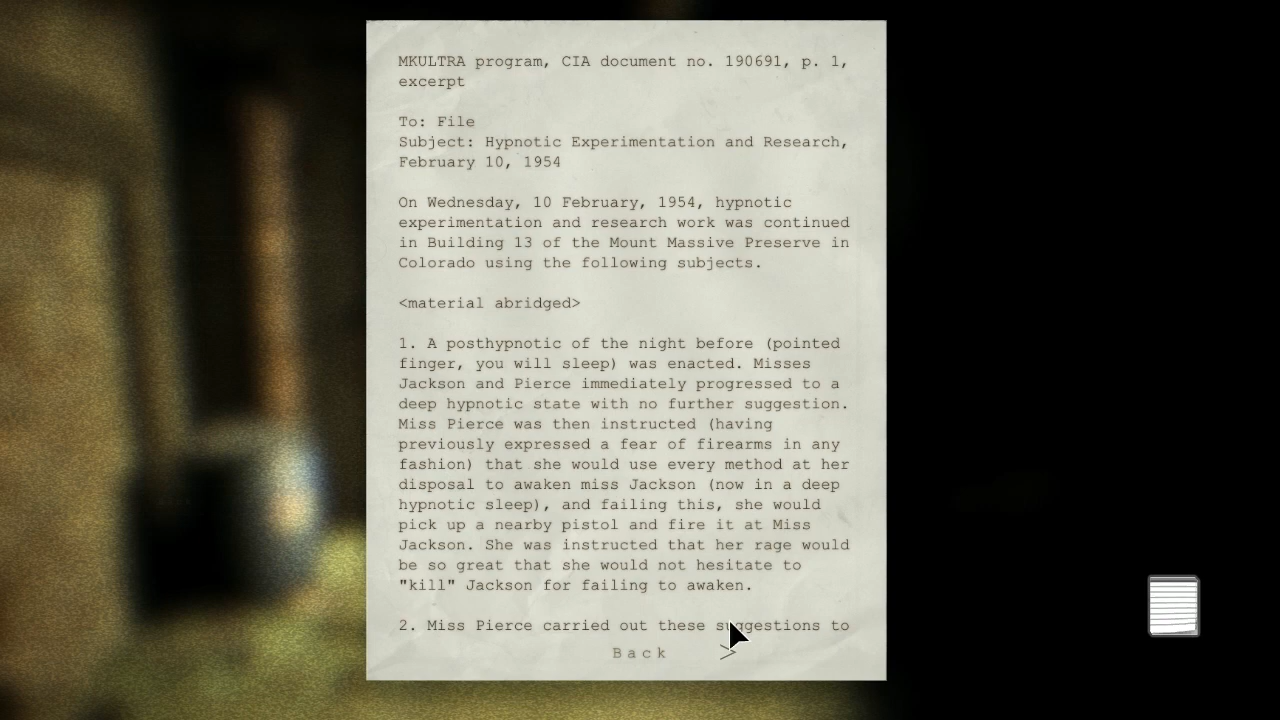 MKULTRA program, CIA document no. 190691, p. 1,
excerpt
To: File
Subject: Hypnotic Experimentation and Research,
February 10, 1954
On Wednesday, 10 February, 1954, hypnotic
experimentation and research work was continued
in Building 13 of the Mount Massive Preserve in
Colorado using the following subjects.
<material abridged>
1. A posthypnotic of the night before (pointed
finger, you will sleep) was enacted. Misses
Jackson and Pierce immediately progressed to a
deep hypnotic state with no further suggestion.
Miss Pierce was then instructed (having
previously expressed a fear of firearms in any
fashion) that she would use every method at her
disposal to awaken miss Jackson (now in a deep
hypnotic sleep), and failing this, she would
pick up a nearby pistol and fire it at Miss
Jackson. She was instructed that her rage would
be so great that she would not hesitate to
"kill" Jackson for failing to awaken.
2. Miss Pierce carried out these suggestions to
Back >